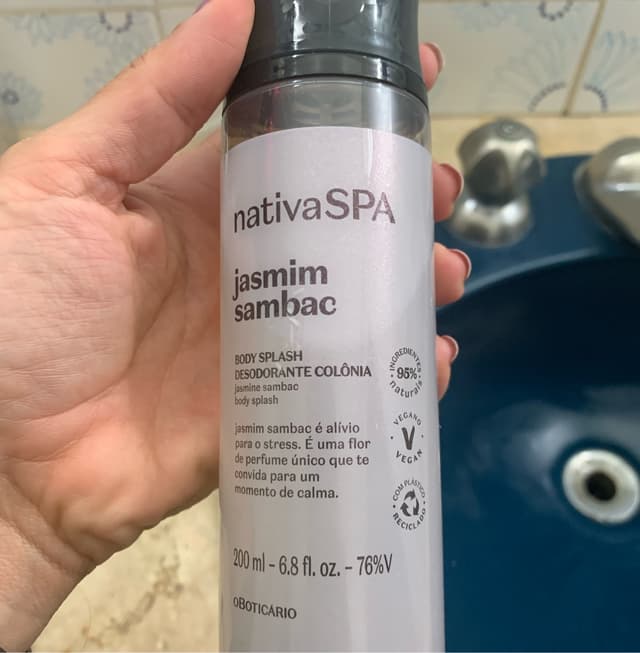 nativaSPA
jasmim
sambac
BODY SPLASH
DESODORANTE COLÔNIA
jasmine sambac
body splash
jasmim sambac é alívio
para o stress. É uma flor
de perfume único que te
convida para um
momento de calma.
INGREDIENTES
95%
naturais
VEGANO
V
VEGAN
COM PLÁSTICO
RECICLADO
200 ml - 6.8 fl. oz. - 76%V
oBOTICÁRIO